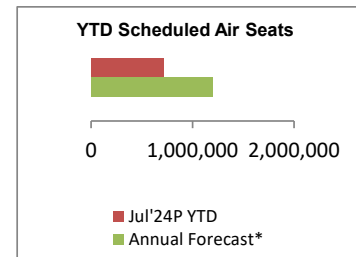 YTD Scheduled Air Seats
0 1,000,000 2,000,000
Jul'24P YTD
Annual Forecast*